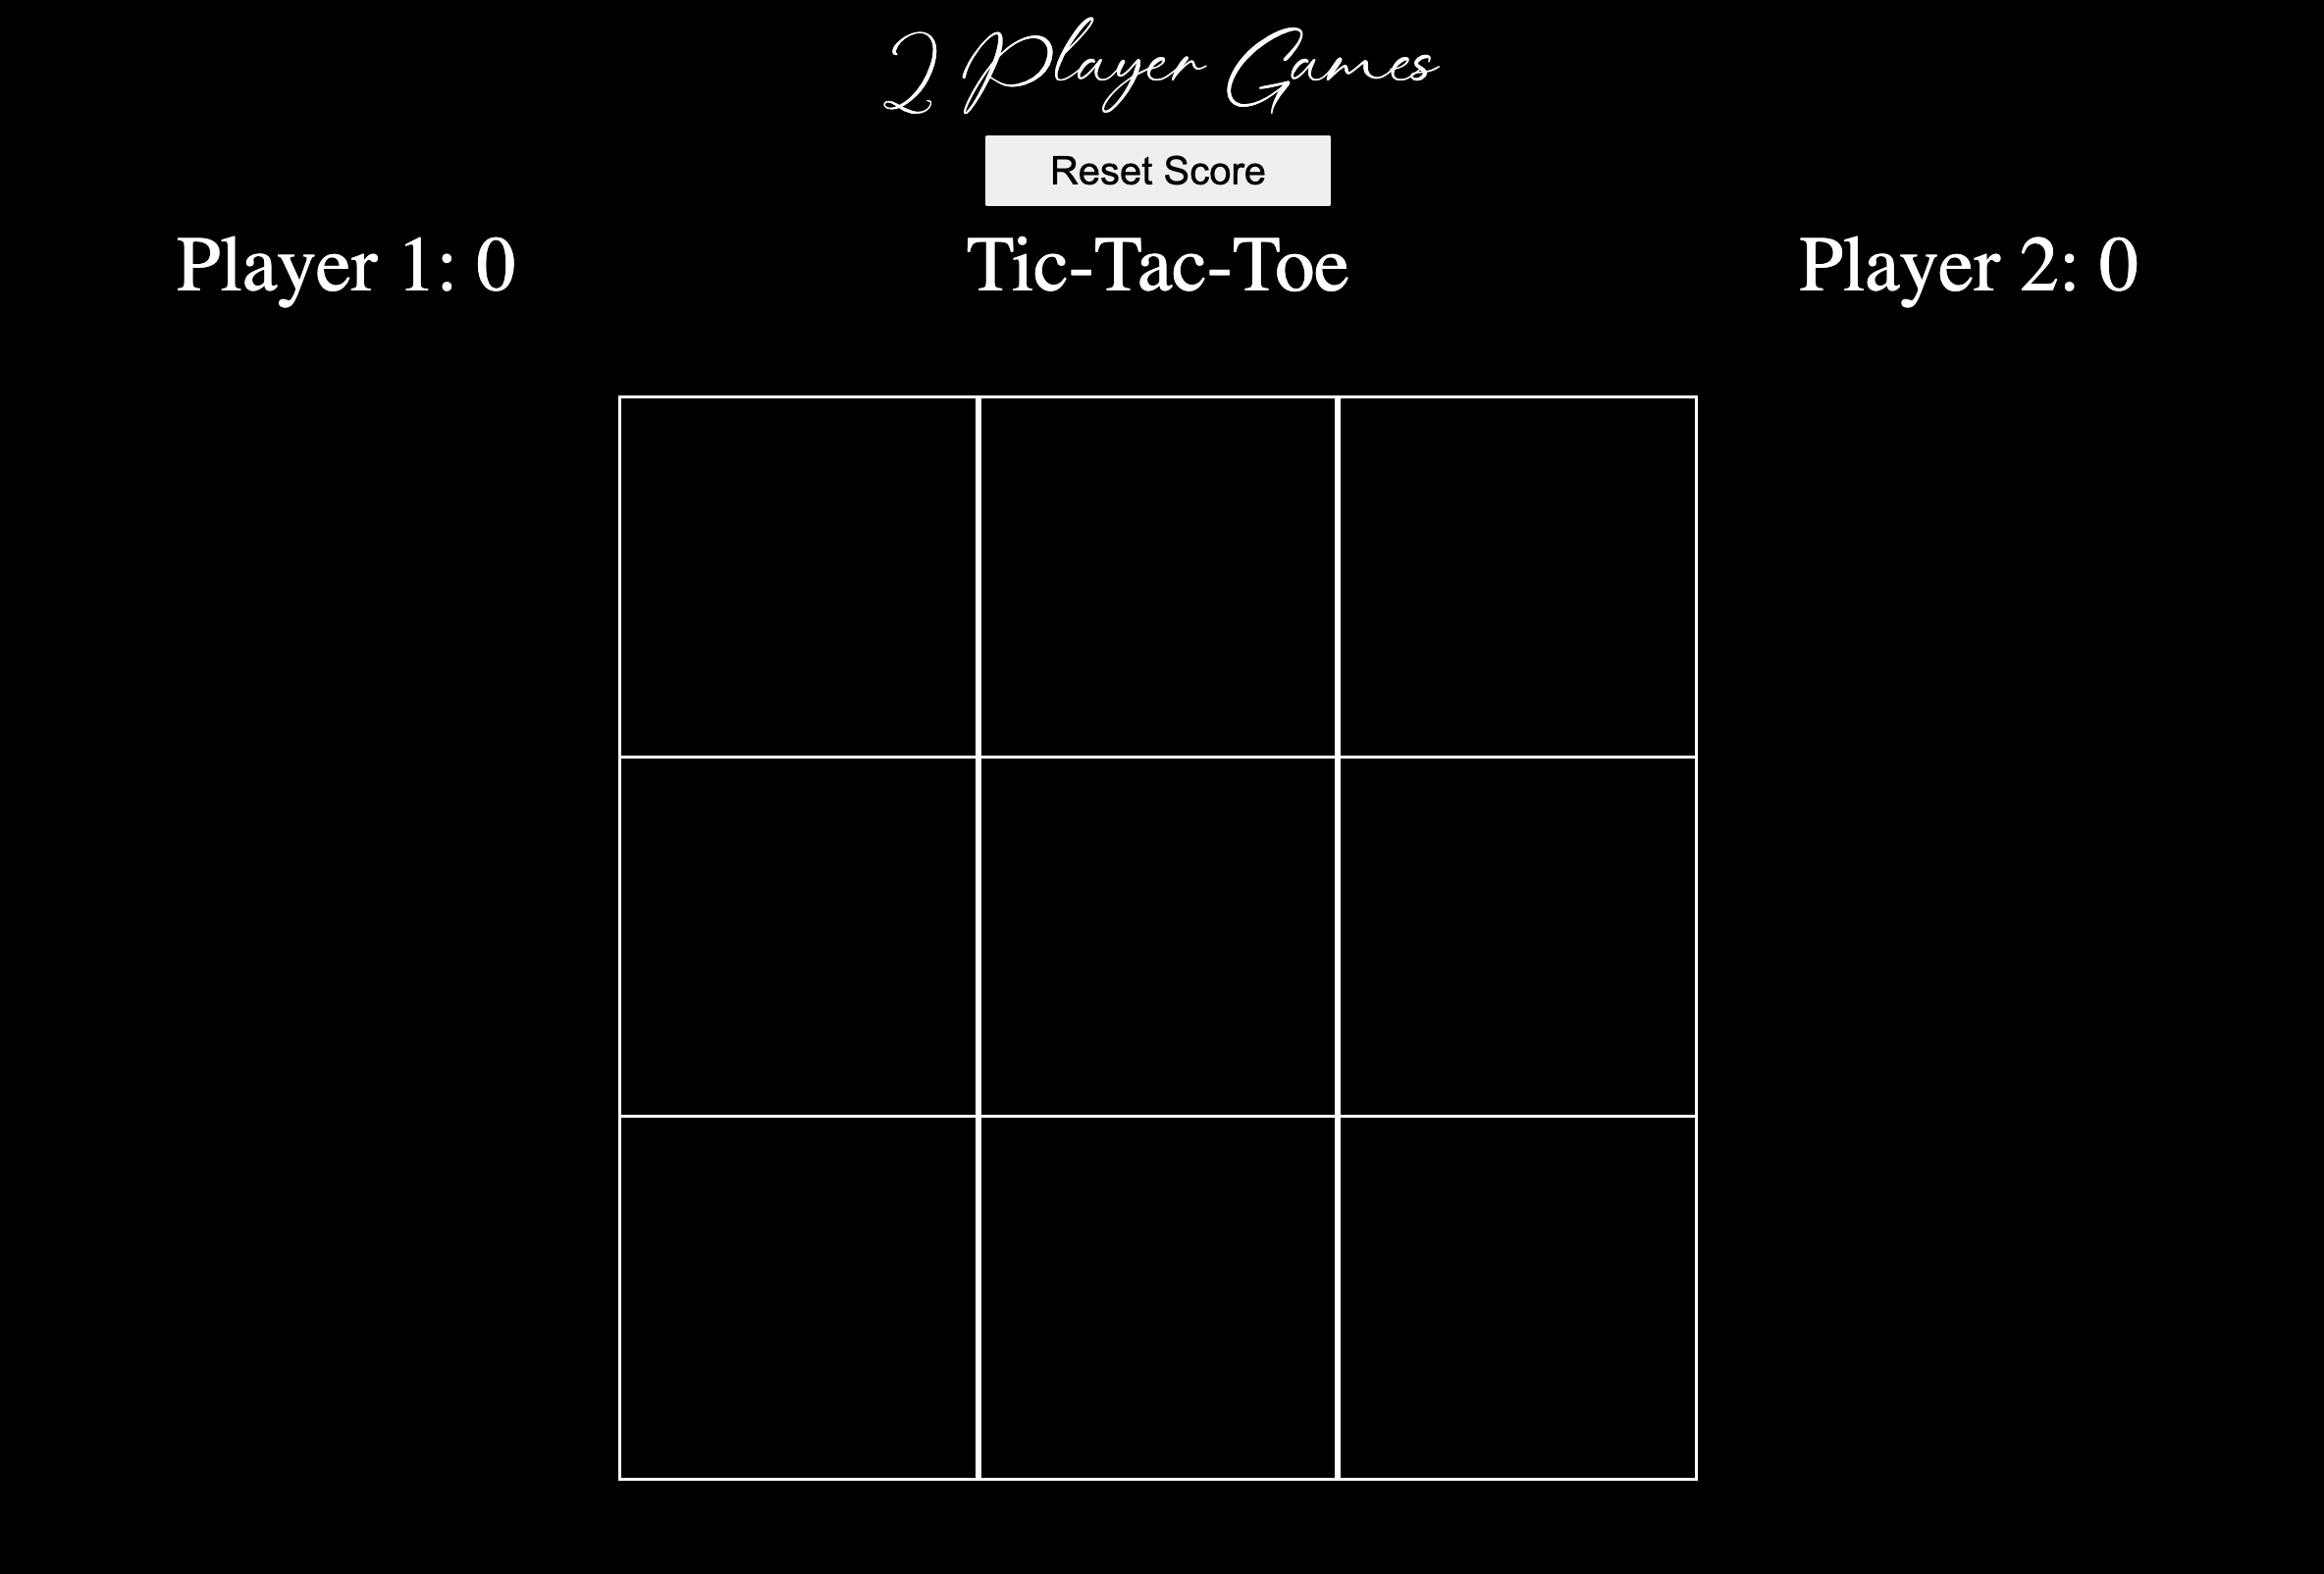 2 Player Games
Reset Score
Player 1: 0
Tic-Tac-Toe
Player 2: 0